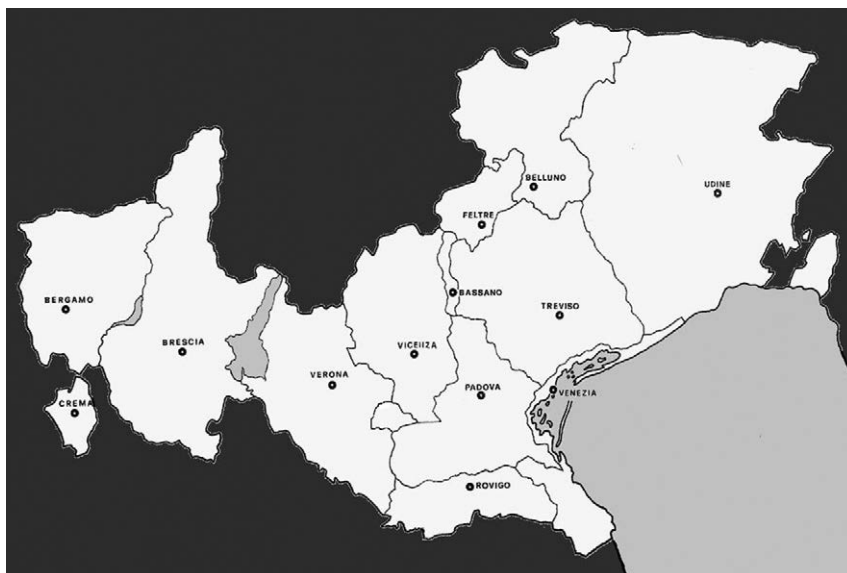 BELLUNO
UDINE
FELTRE
BASSANO
BERGAMO
TREVISO
BRESCIA
VICEIIZA
VERONA
PADOVA
VENEZIA
CREMA
ROVIGO